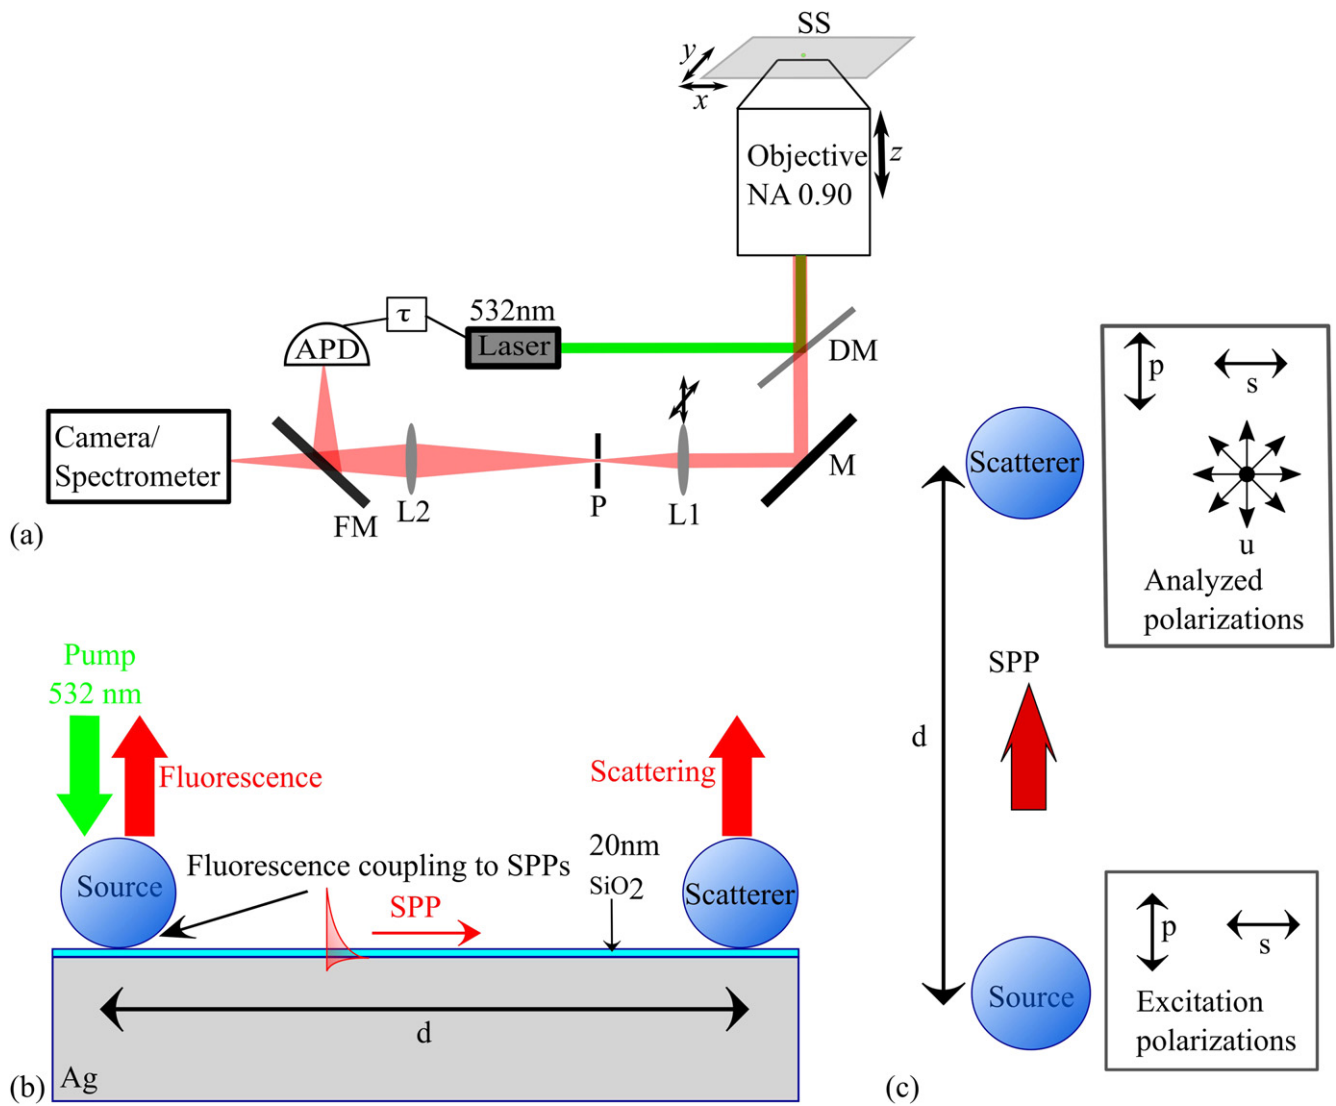 SS
y
x
Objective
NA 0.90
z
532nm
τ
Laser
APD
DM
Camera/
Spectrometer
FM
L2
P
L1
M
(a)
Pump
532 nm
Fluorescence
Scattering
Source
Fluorescence coupling to SPPs
SPP
20nm
SiO2
Scatterer
d
Ag
(b)
p
s
Scatterer
u
Analyzed
polarizations
SPP
d
p
s
Source
Excitation
polarizations
(c)